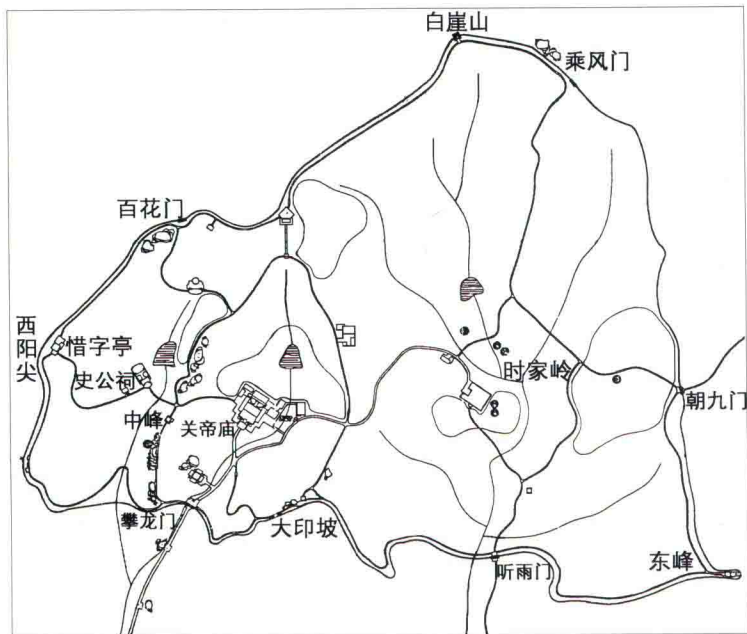 白崖山
乘风门
百花门
西阳尖
惜字亭
史公祠
时家岭
朝九门
中峰
关帝庙
攀龙门
大印坡
听雨门
东峰